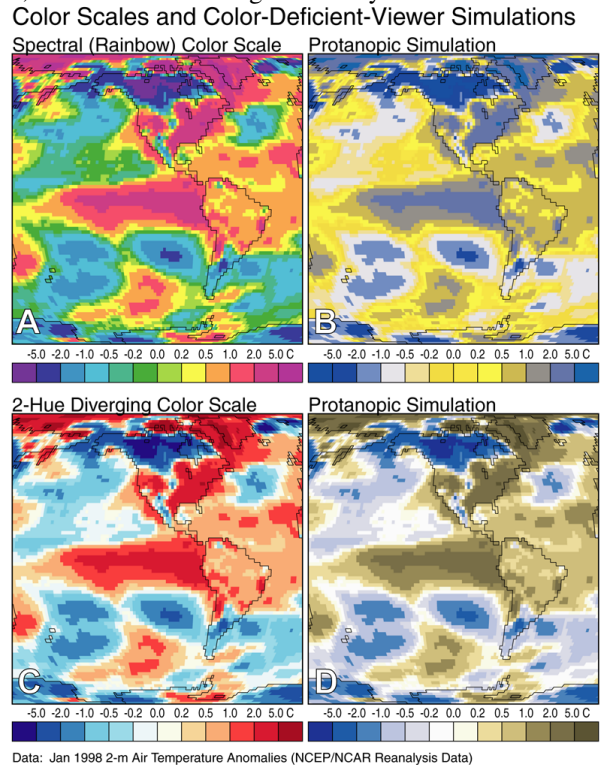 Color Scales and Color-Deficient-Viewer Simulations
Spectral (Rainbow) Color Scale
Protanopic Simulation
A
B
-5.0 -2.0 -1.0 -0.5 -0.2 0.0 0.2 0.5 1.0 2.0 5.0 C
-5.0 -2.0 -1.0 -0.5 -0.2 0.0 0.2 0.5 1.0 2.0 5.0 C
2-Hue Diverging Color Scale
Protanopic Simulation
C
D
-5.0 -2.0 -1.0 -0.5 -0.2 0.0 0.2 0.5 1.0 2.0 5.0 C
-5.0 -2.0 -1.0 -0.5 -0.2 0.0 0.2 0.5 1.0 2.0 5.0 C
Data: Jan 1998 2-m Air Temperature Anomalies (NCEP/NCAR Reanalysis Data)